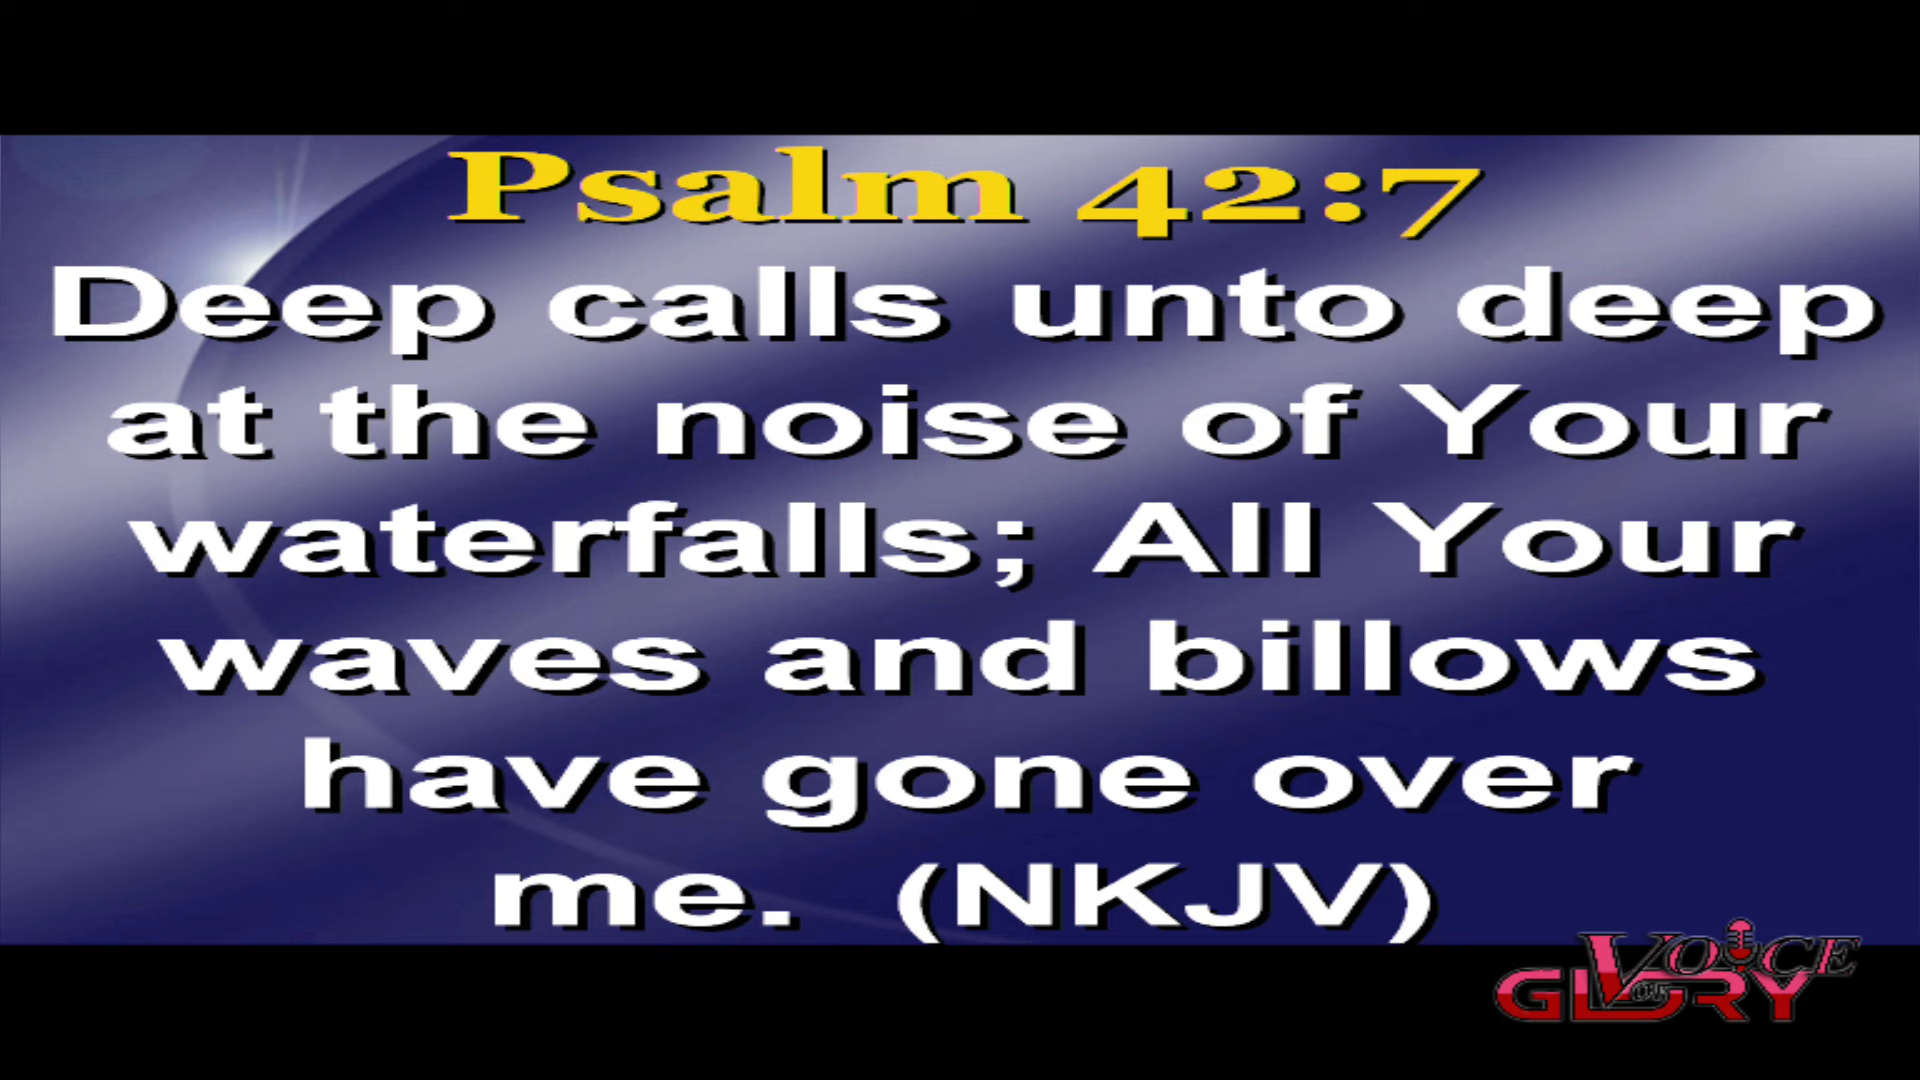 Psalm 42:7
Deep calls unto deep
at the noise of Your
waterfalls; All Your
waves and billows
have gone over
me. (NKJV)
VOICE
OF
GLORY